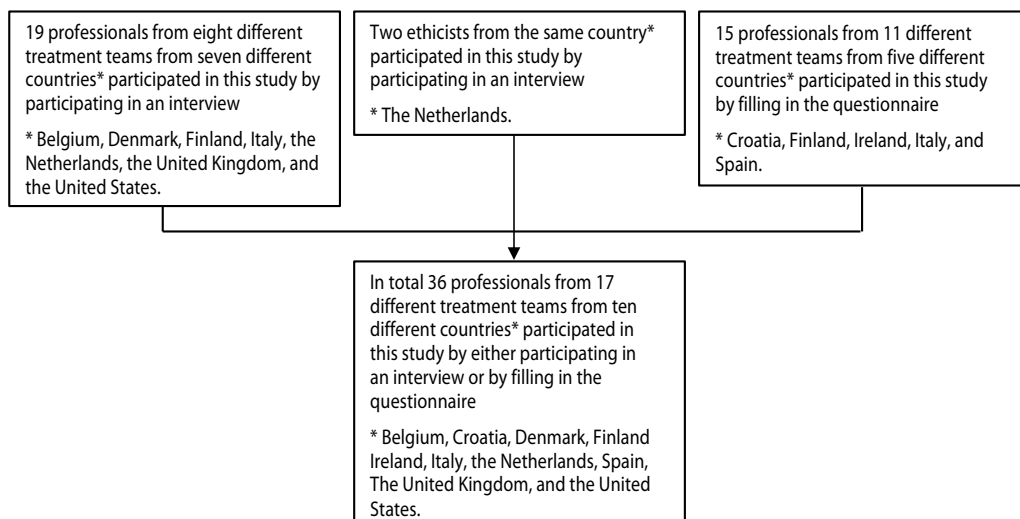 19 professionals from eight different
treatment teams from seven different
countries* participated in this study by
participating in an interview
* Belgium, Denmark, Finland, Italy, the
Netherlands, the United Kingdom, and
the United States.
Two ethicists from the same country*
participated in this study by
participating in an interview
* The Netherlands.
15 professionals from 11 different
treatment teams from five different
countries* participated in this study
by filling in the questionnaire
* Croatia, Finland, Ireland, Italy, and
Spain.
In total 36 professionals from 17
different treatment teams from ten
different countries* participated in
this study by either participating in
an interview or by filling in the
questionnaire
* Belgium, Croatia, Denmark, Finland
Ireland, Italy, the Netherlands, Spain,
The United Kingdom, and the United
States.